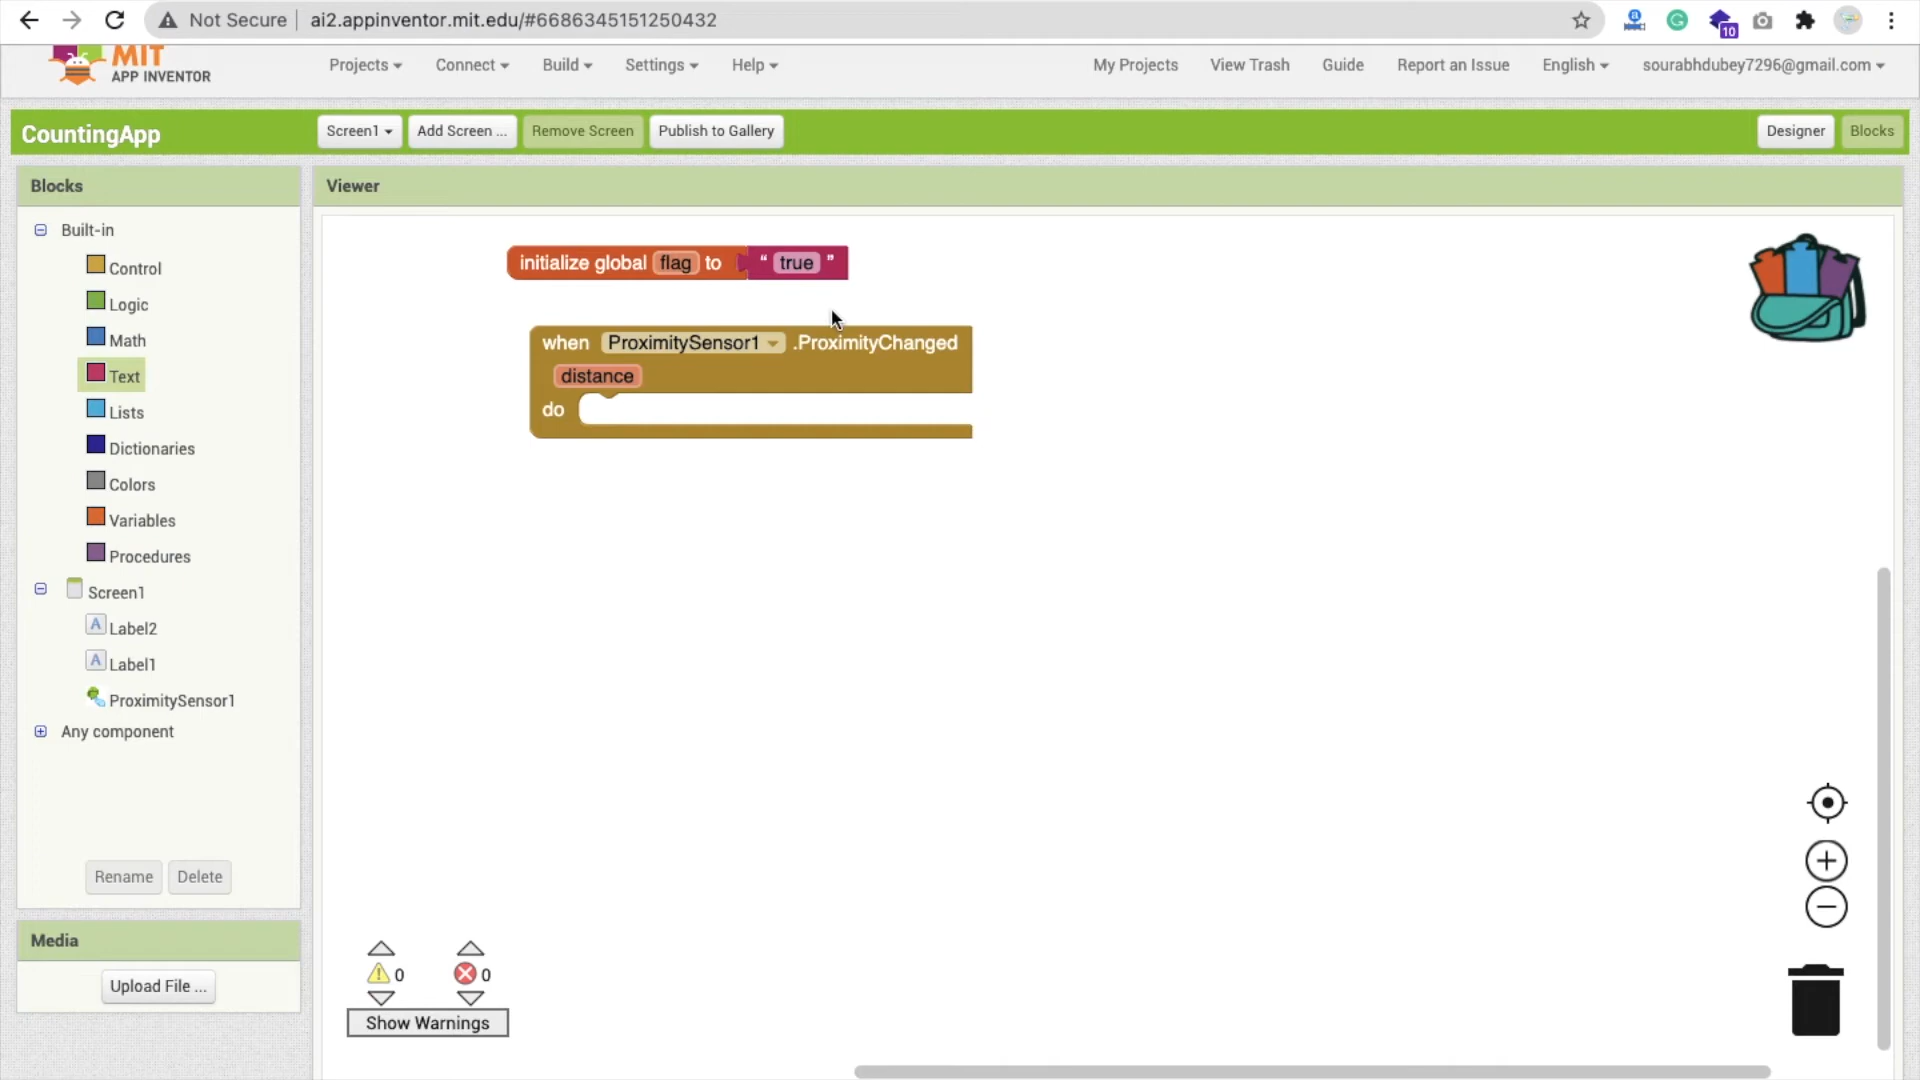 Not Secure ai2.appinventor.mit.edu/#6686345151250432
10
MIT
APP INVENTOR
Projects Connect Build Settings Help My Projects View Trash Guide Report an Issue English sourabhdubey7296@gmail.com
CountingApp Screen1 Add Screen ... Remove Screen Publish to Gallery Designer Blocks
Blocks
Viewer
Built-in
Control
Logic
Math
Text
Lists
Dictionaries
Colors
Variables
Procedures
Screen1
A Label2
A Label1
ProximitySensor1
Any component
Rename Delete
Media
Upload File ...
initialize global flag to " true "
when ProximitySensor1 .ProximityChanged
distance
do
0 0
Show Warnings